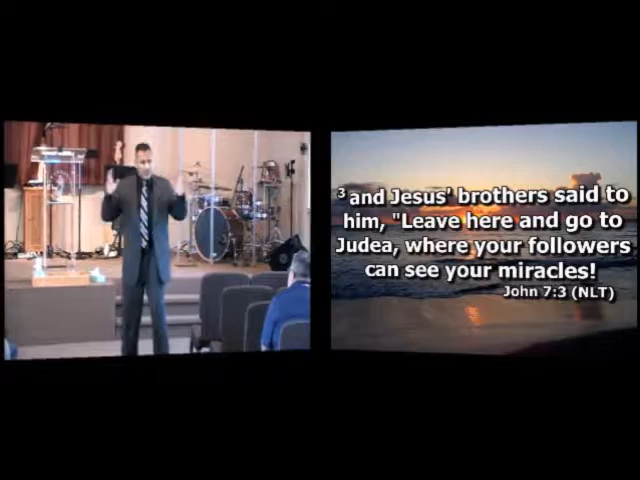 3 and Jesus' brothers said to
him, "Leave here and go to
Judea, where your followers
can see your miracles!
John 7:3 (NLT)